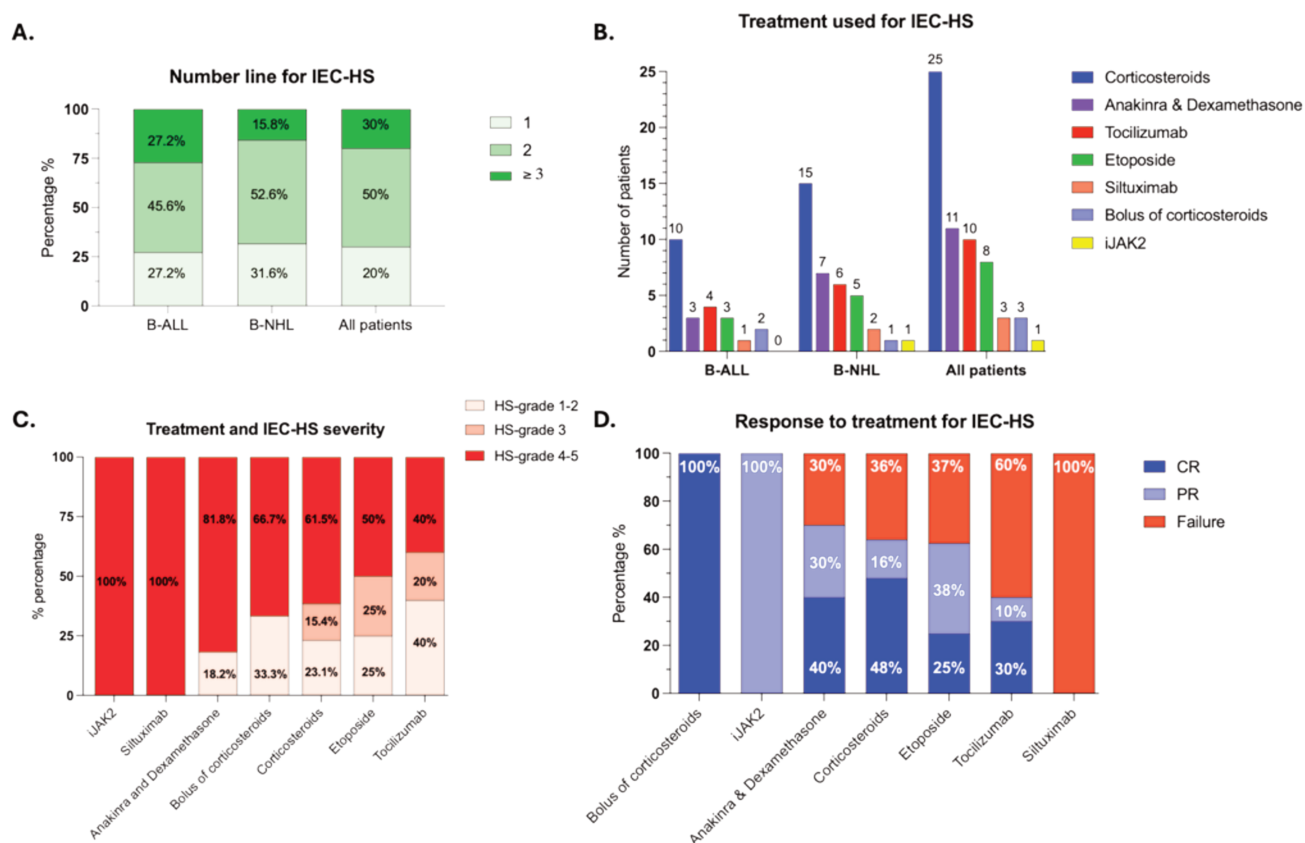 A.
Number line for IEC-HS
Percentage %
100
75
50
25
0
27.2%
45.6%
27.2%
15.8%
52.6%
31.6%
30%
50%
20%
B-ALL
B-NHL
All patients
1
2
≥ 3
B.
Treatment used for IEC-HS
Number of patients
25
20
15
10
5
0
10
3
4
3
1
2
0
15
7
6
5
2
1
1
25
11
10
8
3
3
1
B-ALL
B-NHL
All patients
Corticosteroids
Anakinra & Dexamethasone
Tocilizumab
Etoposide
Siltuximab
Bolus of corticosteroids
iJAK2
C.
Treatment and IEC-HS severity
HS-grade 1-2
HS-grade 3
HS-grade 4-5
% percentage
100
75
50
25
0
100%
100%
81.8%
18.2%
66.7%
33.3%
61.5%
15.4%
23.1%
50%
25%
25%
40%
20%
40%
iJAK2
Siltuximab
Anakinra and Dexamethasone
Bolus of corticosteroids
Corticosteroids
Etoposide
Tocilizumab
D.
Response to treatment for IEC-HS
Percentage %
100
80
60
40
20
0
100%
100%
30%
30%
40%
36%
16%
48%
37%
38%
25%
60%
10%
30%
100%
Bolus of corticosteroids
iJAK2
Anakinra & Dexamethasone
Corticosteroids
Etoposide
Tocilizumab
Siltuximab
CR
PR
Failure